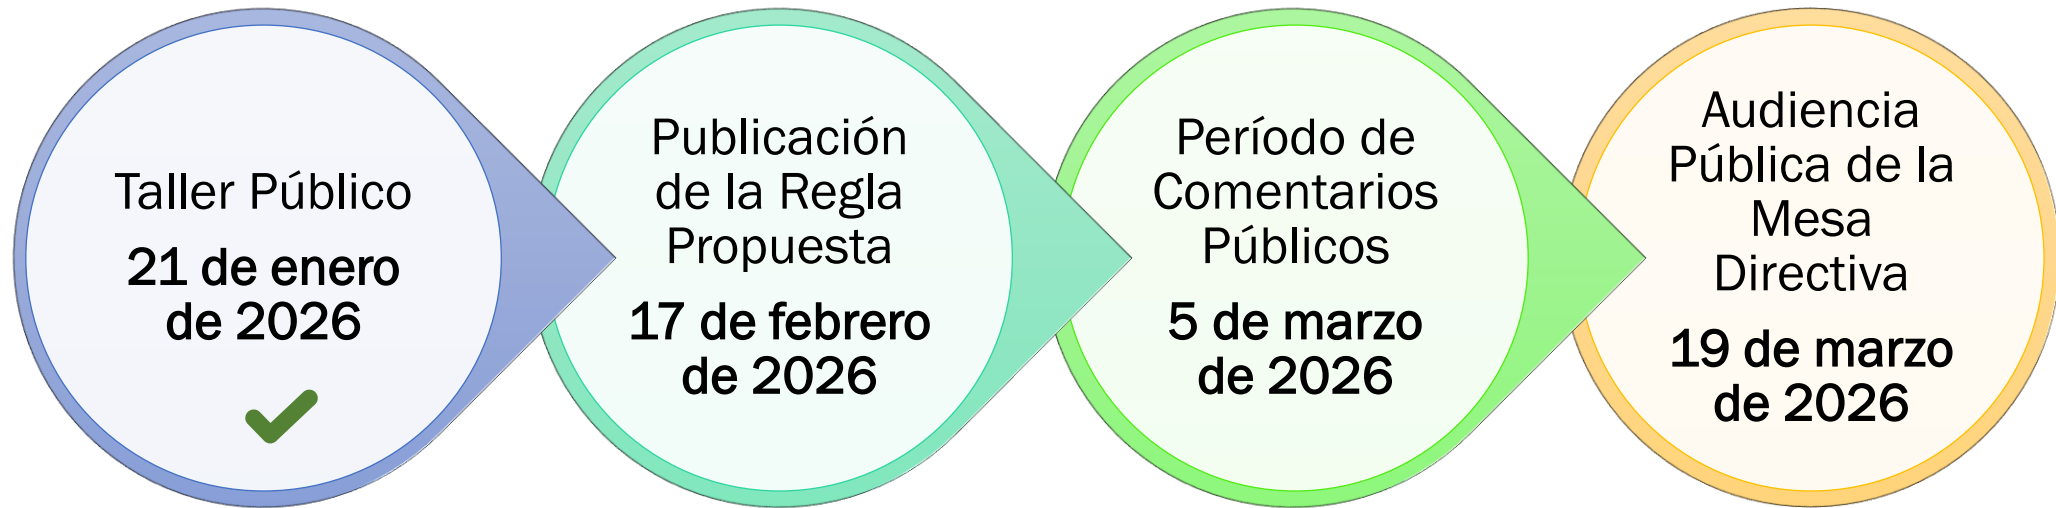 Taller Público
21 de enero
de 2026
Publicación
de la Regla
Propuesta
17 de febrero
de 2026
Período de
Comentarios
Públicos
5 de marzo
de 2026
Audiencia
Pública de la
Mesa
Directiva
19 de marzo
de 2026